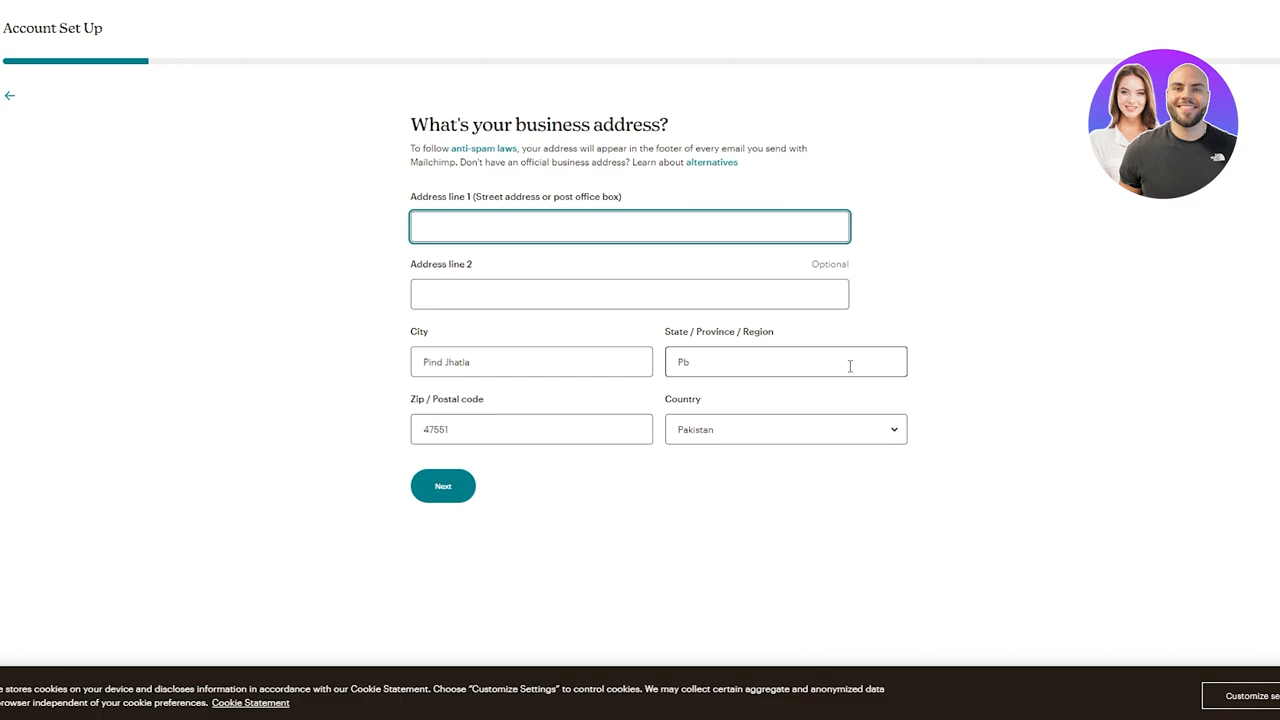 Account Set Up
What's your business address?
To follow anti-spam laws, your address will appear in the footer of every email you send with
Mailchimp. Don't have an official business address? Learn about alternatives
Address line 1 (Street address or post office box)
Address line 2 Optional
City State / Province / Region
Pind Jhatla Pb
Zip / Postal code Country
47551 Pakistan
Next
stores cookies on your device and discloses information in accordance with our Cookie Statement. Choose “Customize Settings” to control cookies. We may collect certain aggregate and anonymized data
independent of your cookie preferences. Cookie Statement
Customize